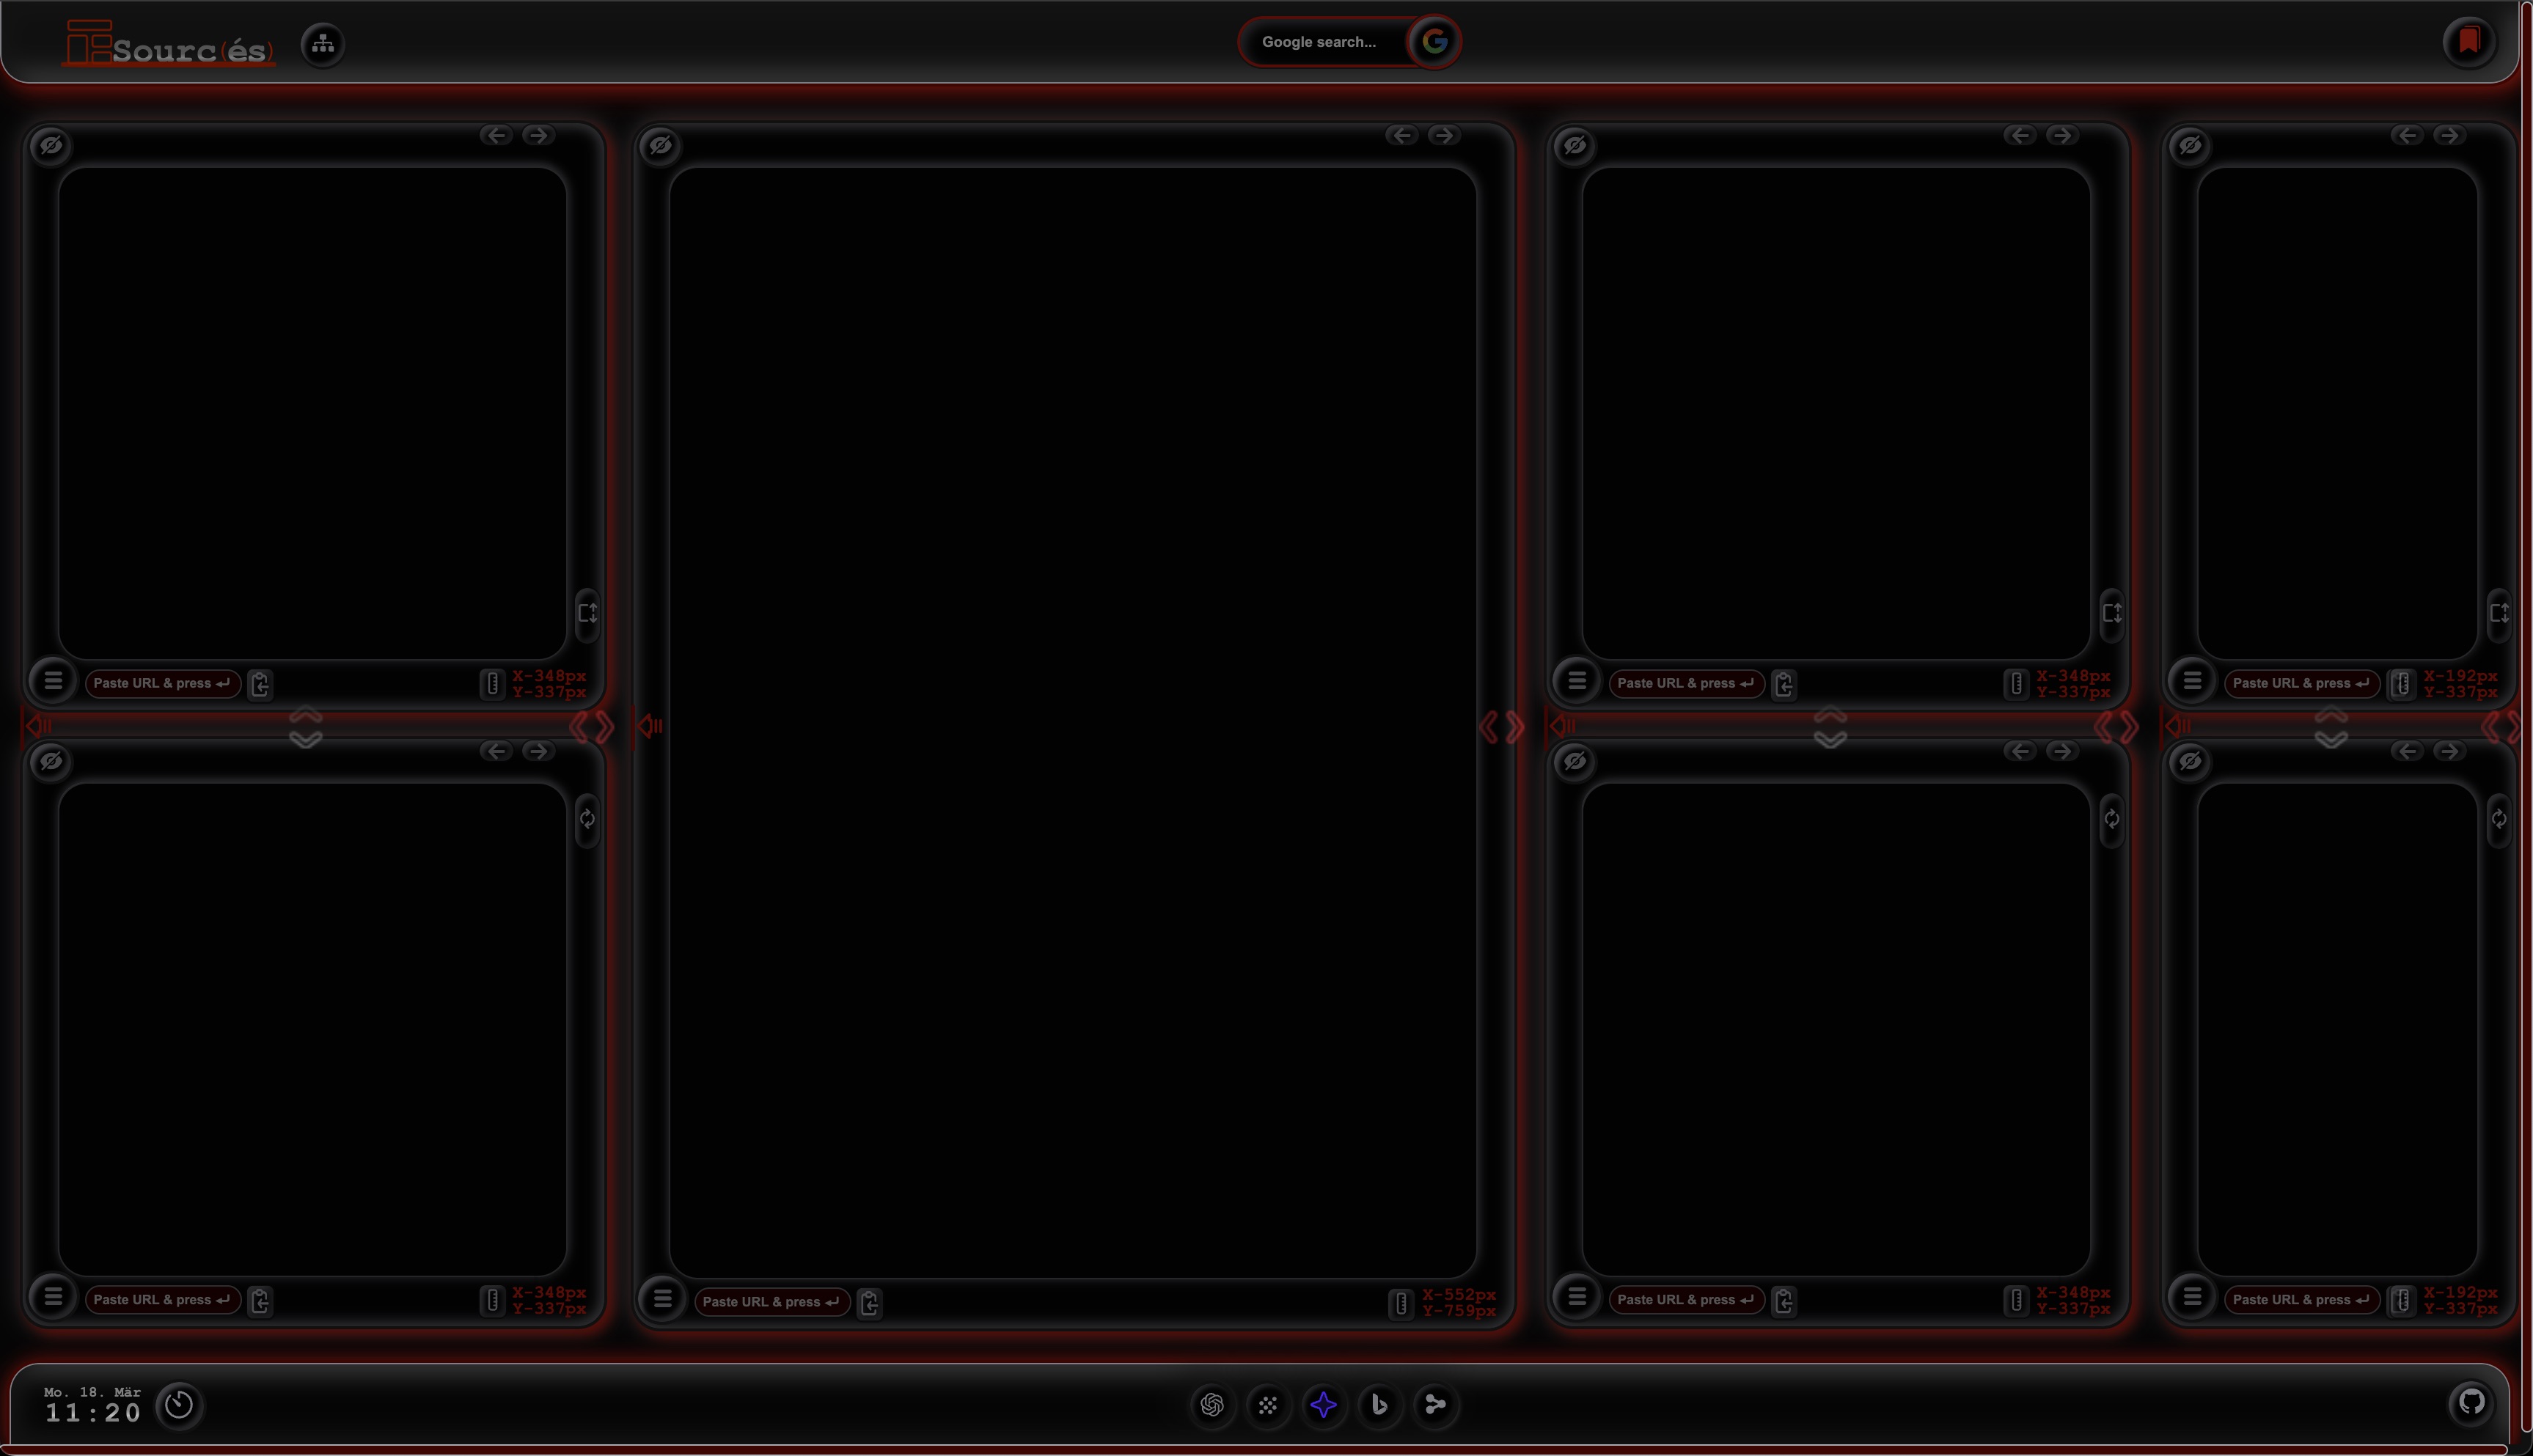 Sourc(és)
Google search...
Paste URL & press ↵
X-348px
Y-337px
Paste URL & press ↵
X-348px
Y-337px
Paste URL & press ↵
X-192px
Y-337px
Paste URL & press ↵
X-348px
Y-337px
Paste URL & press ↵
X-552px
Y-759px
Paste URL & press ↵
X-348px
Y-337px
Paste URL & press ↵
X-192px
Y-337px
Mo. 18. Mär
11:20